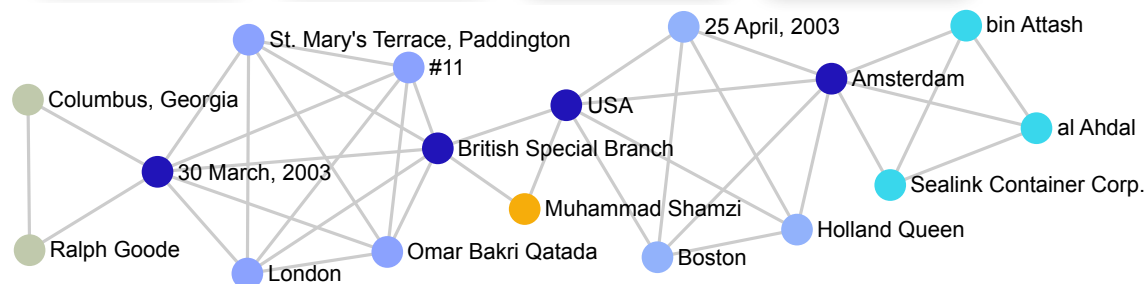 St. Mary's Terrace, Paddington
25 April, 2003
bin Attash
#11
Amsterdam
Columbus, Georgia
USA
al Ahdal
British Special Branch
30 March, 2003
Sealink Container Corp.
Muhammad Shamzi
Holland Queen
Ralph Goode
Omar Bakri Qatada
Boston
London